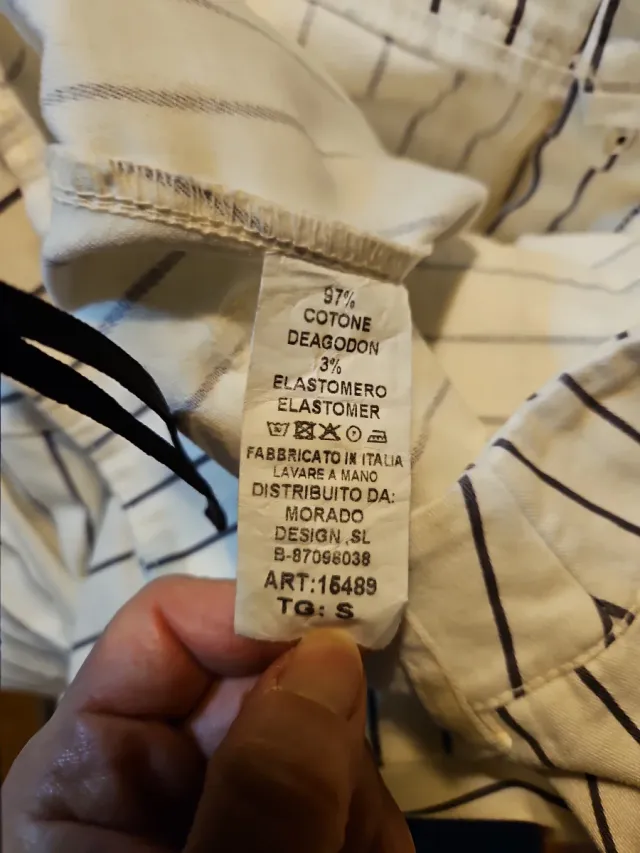 97%
COTONE
DEAGODON
3%
ELASTOMERO
ELASTOMER
FABBRICATO IN ITALIA
LAVARE A MANO
DISTRIBUITO DA:
MORADO
DESIGN ,SL
B-87096038
ART:15489
TG: S